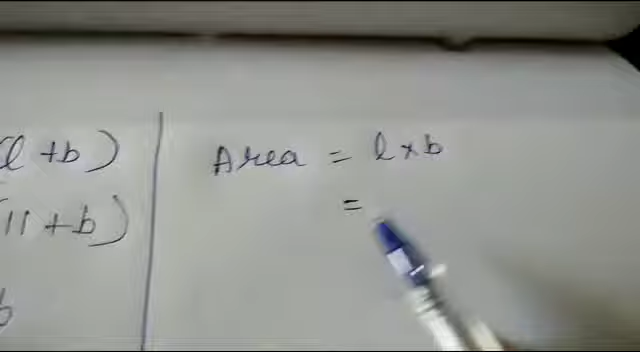 (l + b)
(11 + b)
b
Area = l × b
=